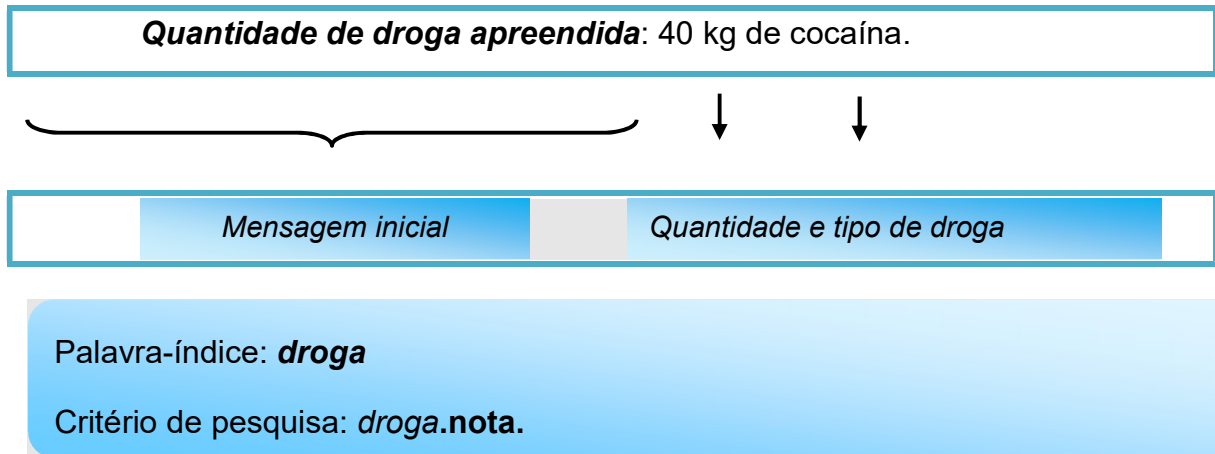 Quantidade de droga apreendida: 40 kg de cocaína.
Mensagem inicial Quantidade e tipo de droga
Palavra-índice: droga
Critério de pesquisa: droga.nota.